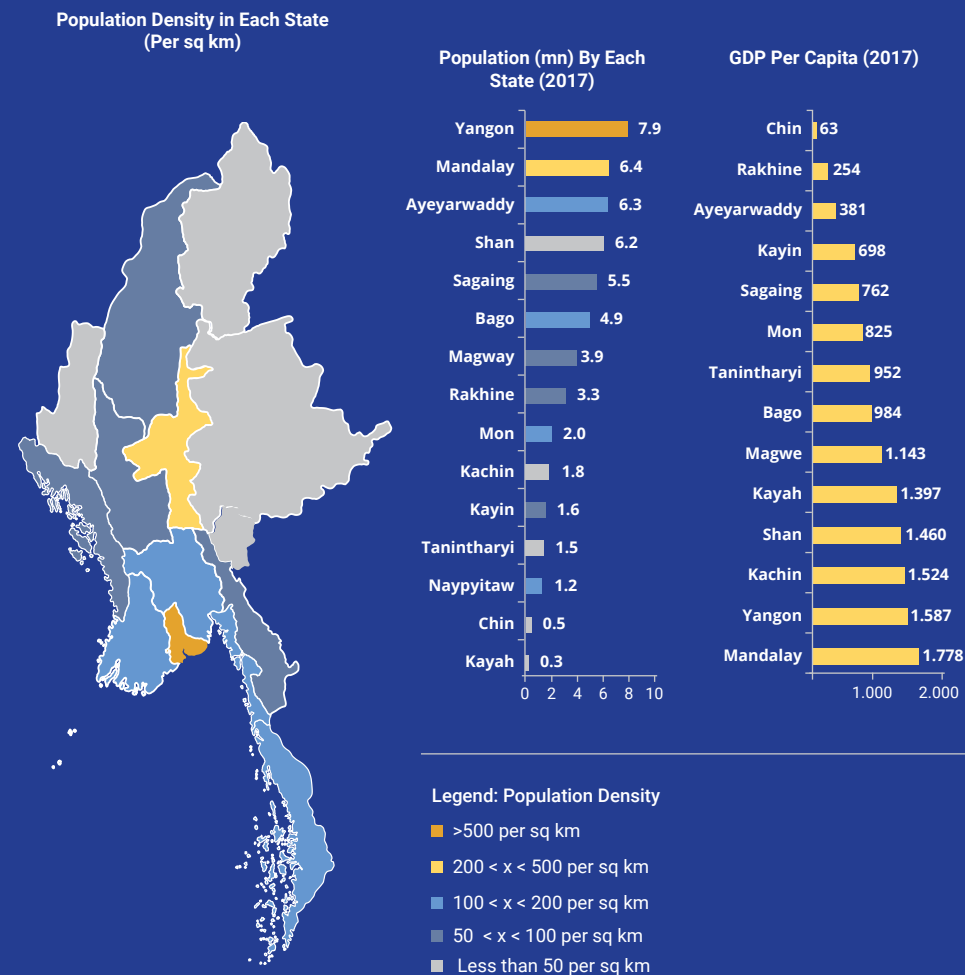 Population Density in Each State
(Per sq km)
Population (mn) By Each
State (2017)
Yangon 7.9
Mandalay 6.4
Ayeyarwaddy 6.3
Shan 6.2
Sagaing 5.5
Bago 4.9
Magway 3.9
Rakhine 3.3
Mon 2.0
Kachin 1.8
Kayin 1.6
Tanintharyi 1.5
Naypyitaw 1.2
Chin 0.5
Kayah 0.3
0 2 4 6 8 10
GDP Per Capita (2017)
Chin 63
Rakhine 254
Ayeyarwaddy 381
Kayin 698
Sagaing 762
Mon 825
Tanintharyi 952
Bago 984
Magwe 1.143
Kayah 1.397
Shan 1.460
Kachin 1.524
Yangon 1.587
Mandalay 1.778
1.000 2.000
Legend: Population Density
>500 per sq km
200 < x < 500 per sq km
100 < x < 200 per sq km
50 < x < 100 per sq km
Less than 50 per sq km